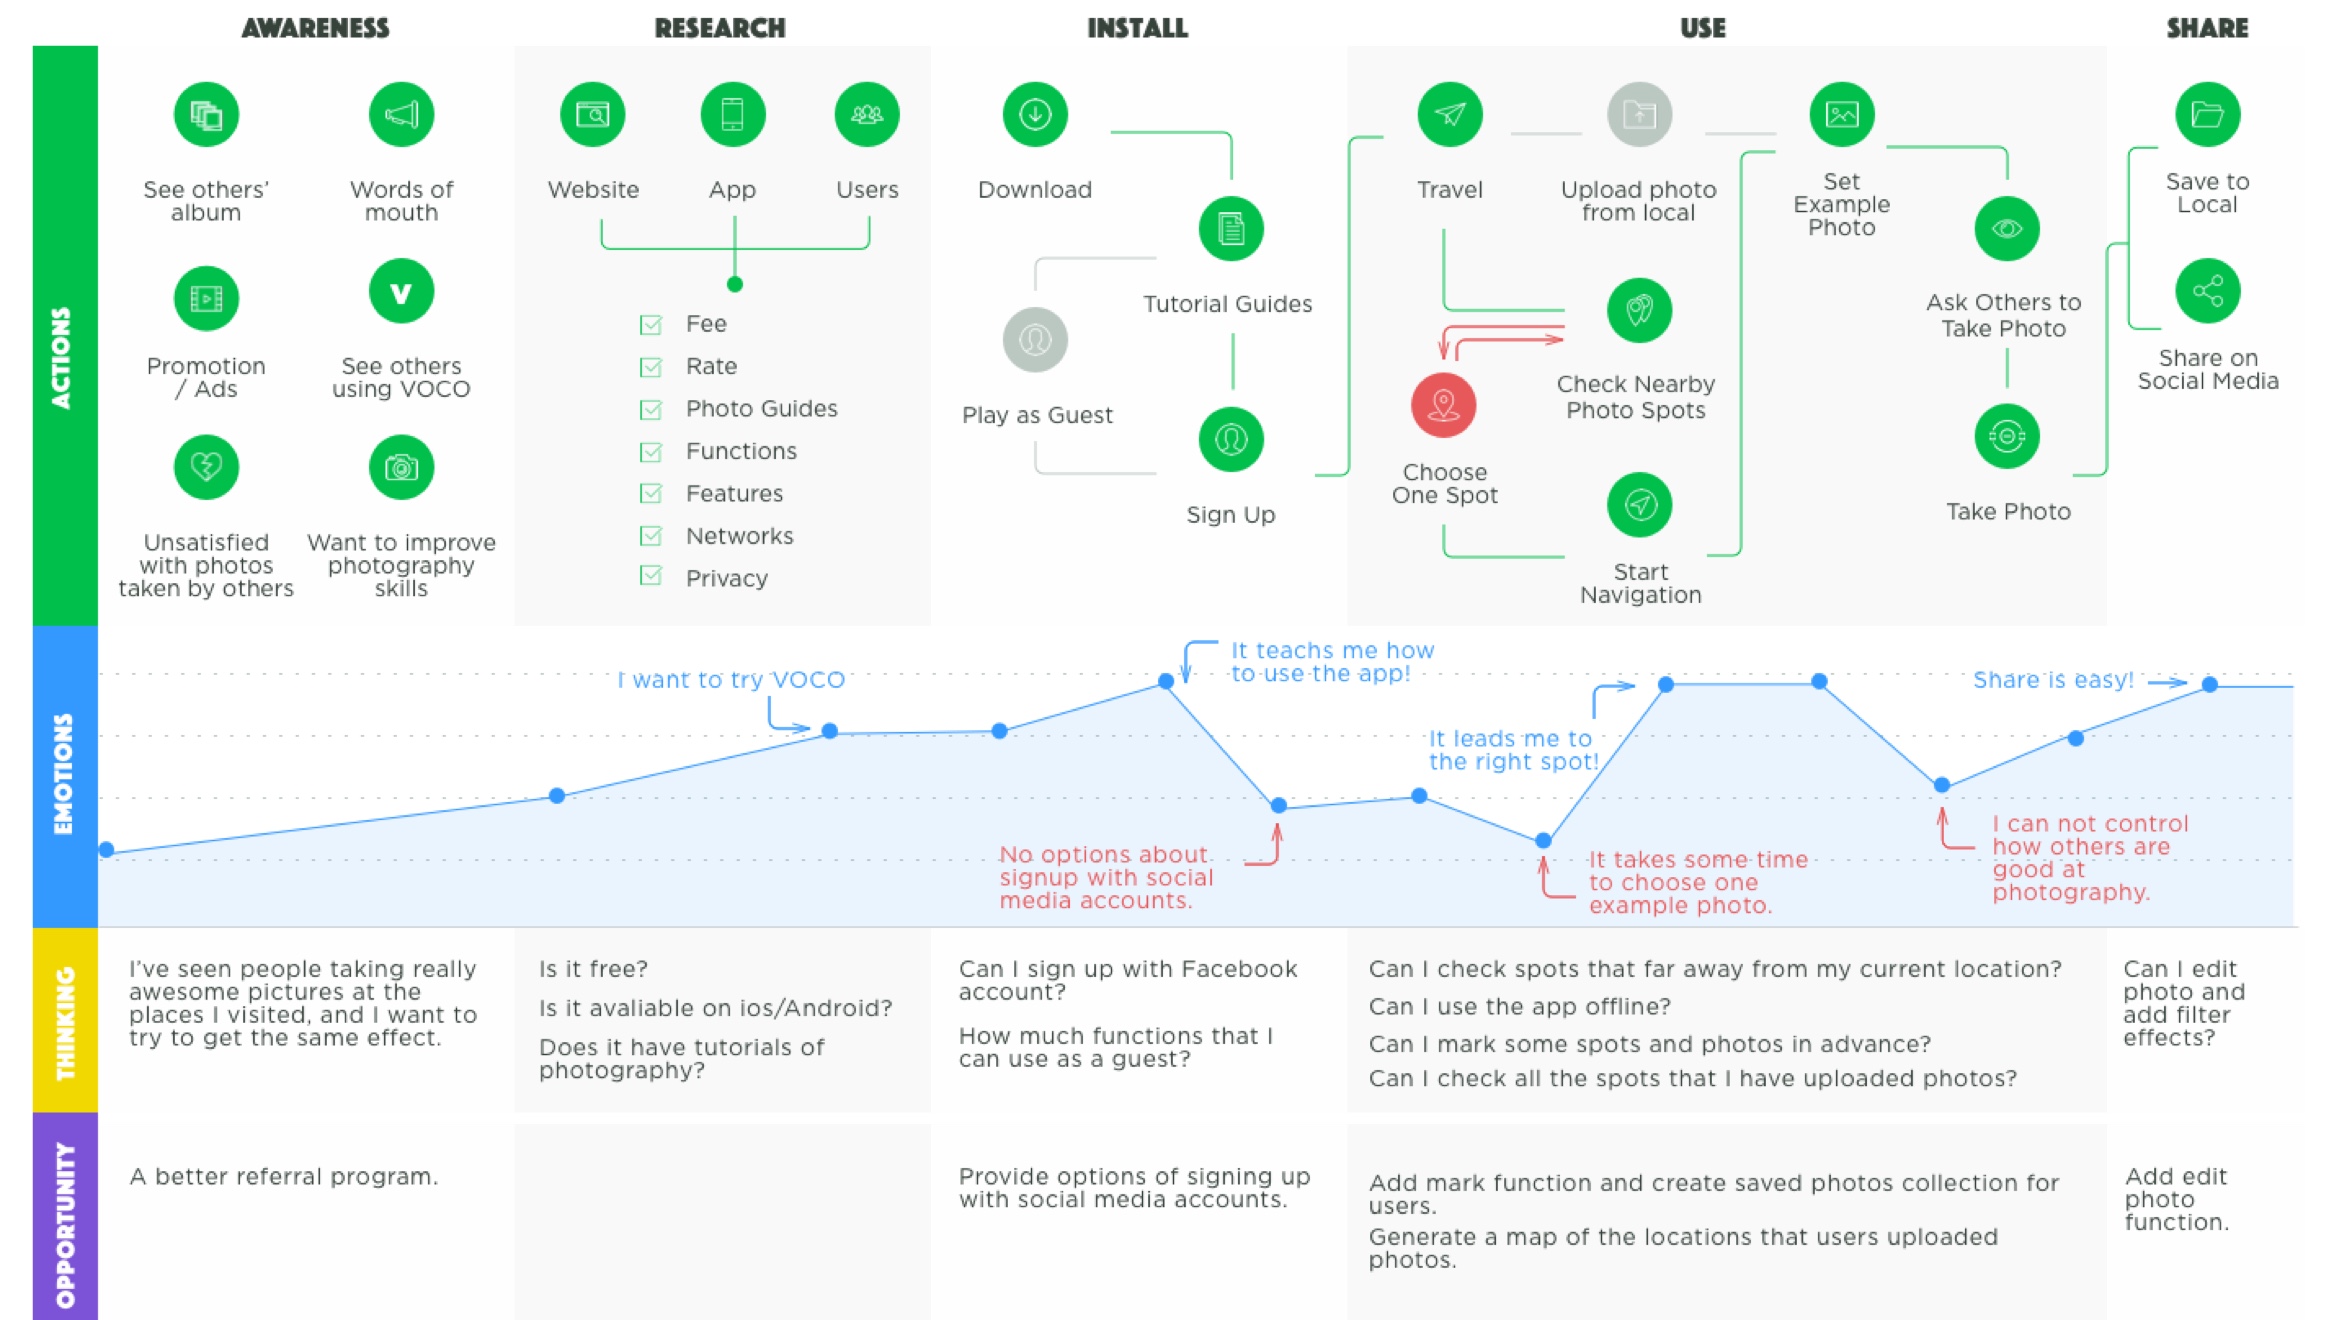 AWARENESS
RESEARCH
INSTALL
USE
SHARE
ACTIONS
See others'
album
Words of
mouth
Promotion
/ Ads
V
See others
using VOCO
Unsatisfied
with photos
taken by others
Want to improve
photography
skills
Website
App
Users
Fee
Rate
Photo Guides
Functions
Features
Networks
Privacy
Download
Tutorial Guides
Play as Guest
Sign Up
Travel
Upload photo
from local
Set
Example
Photo
Check Nearby
Photo Spots
Choose
One Spot
Start
Navigation
Ask Others to
Take Photo
Take Photo
Save to
Local
Share on
Social Media
EMOTIONS
I want to try VOCO
It teachs me how
to use the app!
No options about
signup with social
media accounts.
It leads me to
the right spot!
It takes some time
to choose one
example photo.
I can not control
how others are
good at
photography.
Share is easy!
THINKING
I've seen people taking really
awesome pictures at the
places I visited, and I want to
try to get the same effect.
Is it free?
Is it avaliable on ios/Android?
Does it have tutorials of
photography?
Can I sign up with Facebook
account?
How much functions that I
can use as a guest?
Can I check spots that far away from my current location?
Can I use the app offline?
Can I mark some spots and photos in advance?
Can I check all the spots that I have uploaded photos?
Can I edit
photo and
add filter
effects?
OPPORTUNITY
A better referral program.
Provide options of signing up
with social media accounts.
Add mark function and create saved photos collection for
users.
Generate a map of the locations that users uploaded
photos.
Add edit
photo
function.